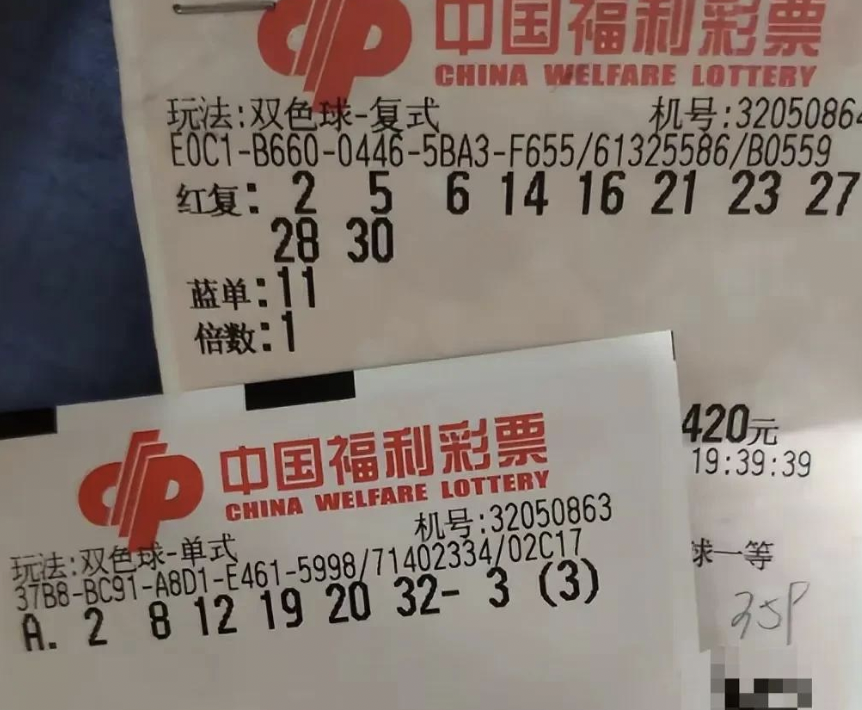 中国福利彩票
CHINA WELFARE LOTTERY
玩法:双色球-复式 机号:32050864
E0C1-B660-0446-5BA3-F655/61325586/B0559
红复: 2 5 6 14 16 21 23 27
28 30
蓝单:11
倍数:1
420元
19:39:39
球一等
中国福利彩票
CHINA WELFARE LOTTERY
玩法:双色球-单式 机号:32050863
37B8-BC91-A8D1-E461-5998/71402334/02C17
A. 2 8 12 19 20 32- 3 (3)